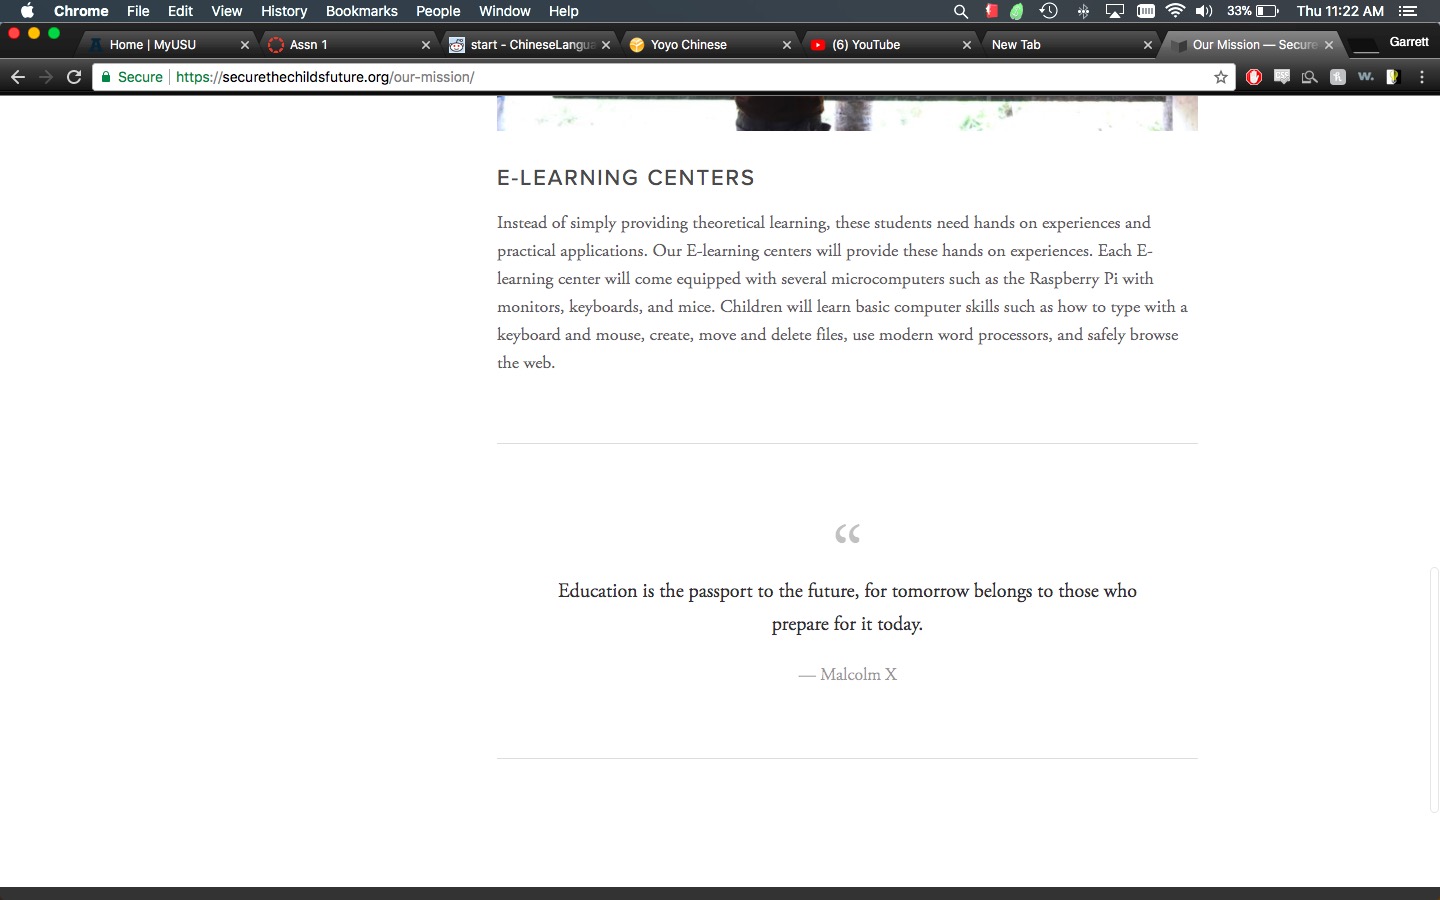 Chrome File Edit View History Bookmarks People Window Help 33% Thu 11:22 AM
Home | MyUSU Assn 1 start - ChineseLangua Yoyo Chinese (6) YouTube New Tab Our Mission — Secure Garrett
Secure https://securethechildsfuture.org/our-mission/ w.
E-LEARNING CENTERS
Instead of simply providing theoretical learning, these students need hands on experiences and
practical applications. Our E-learning centers will provide these hands on experiences. Each E-
learning center will come equipped with several microcomputers such as the Raspberry Pi with
monitors, keyboards, and mice. Children will learn basic computer skills such as how to type with a
keyboard and mouse, create, move and delete files, use modern word processors, and safely browse
the web.
“
Education is the passport to the future, for tomorrow belongs to those who
prepare for it today.
— Malcolm X